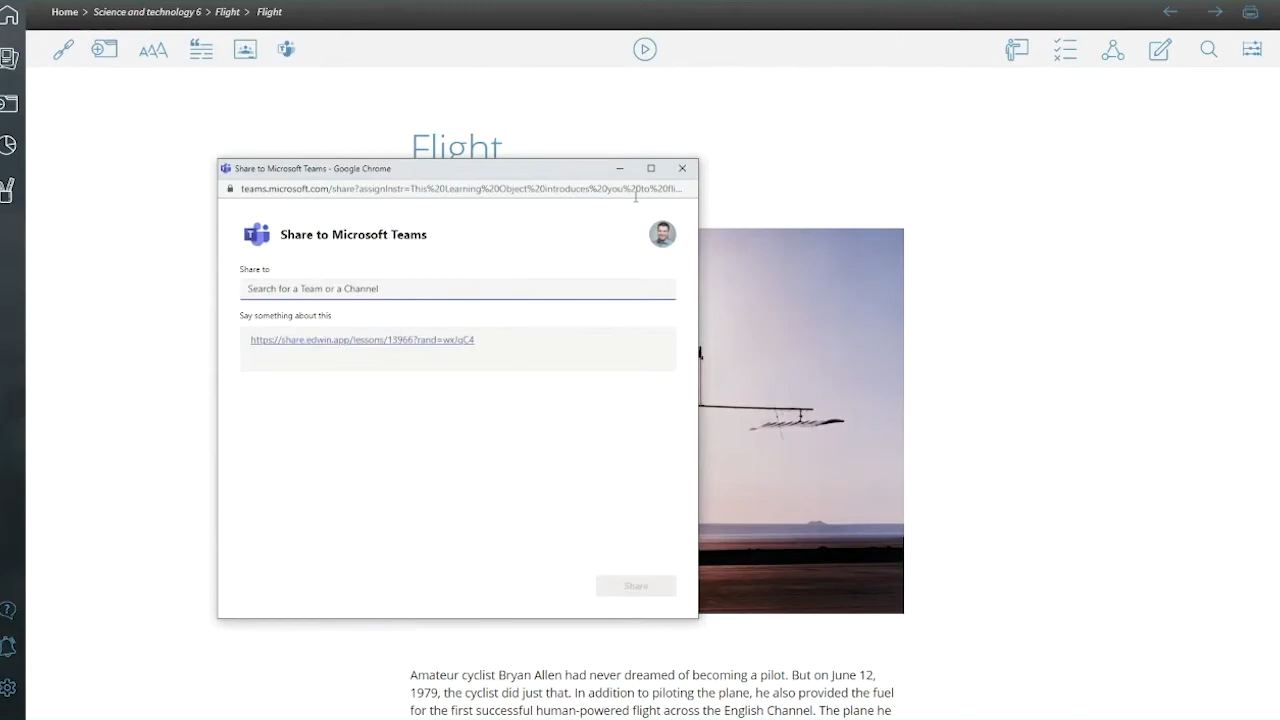 Home > Science and technology 6 > Flight > Flight
Flight
Share to Microsoft Teams - Google Chrome
teams.microsoft.com/share?assignInstr=This%20Learning%20Object%20introduces%20you%20to%20fli...
Share to Microsoft Teams
Share to
Search for a Team or a Channel
Say something about this
https://share.edwin.app/lessons/13966?rand=wxJqC4
Share
Amateur cyclist Bryan Allen had never dreamed of becoming a pilot. But on June 12,
1979, the cyclist did just that. In addition to piloting the plane, he also provided the fuel
for the first successful human-powered flight across the English Channel. The plane he